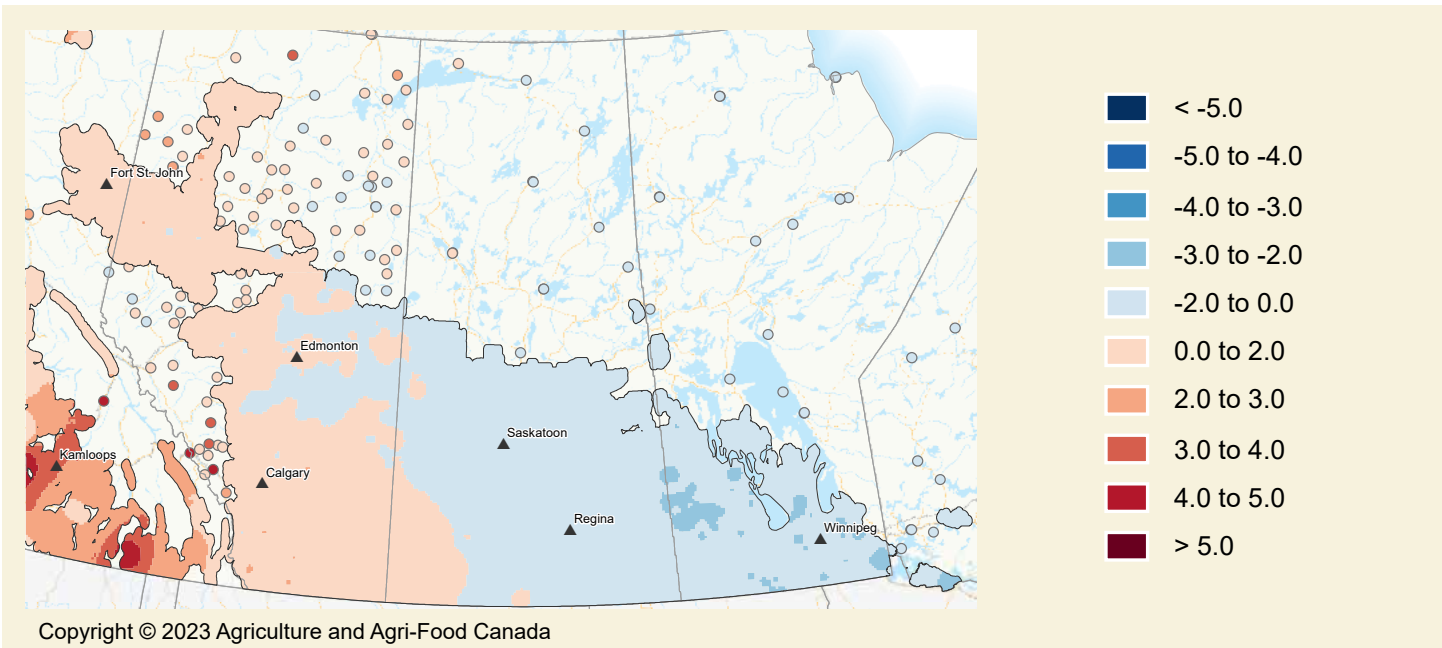 Fort St. John
Edmonton
Saskatoon
Kamloops
Calgary
Regina
Winnipeg
< -5.0
-5.0 to -4.0
-4.0 to -3.0
-3.0 to -2.0
-2.0 to 0.0
0.0 to 2.0
2.0 to 3.0
3.0 to 4.0
4.0 to 5.0
> 5.0
Copyright © 2023 Agriculture and Agri-Food Canada